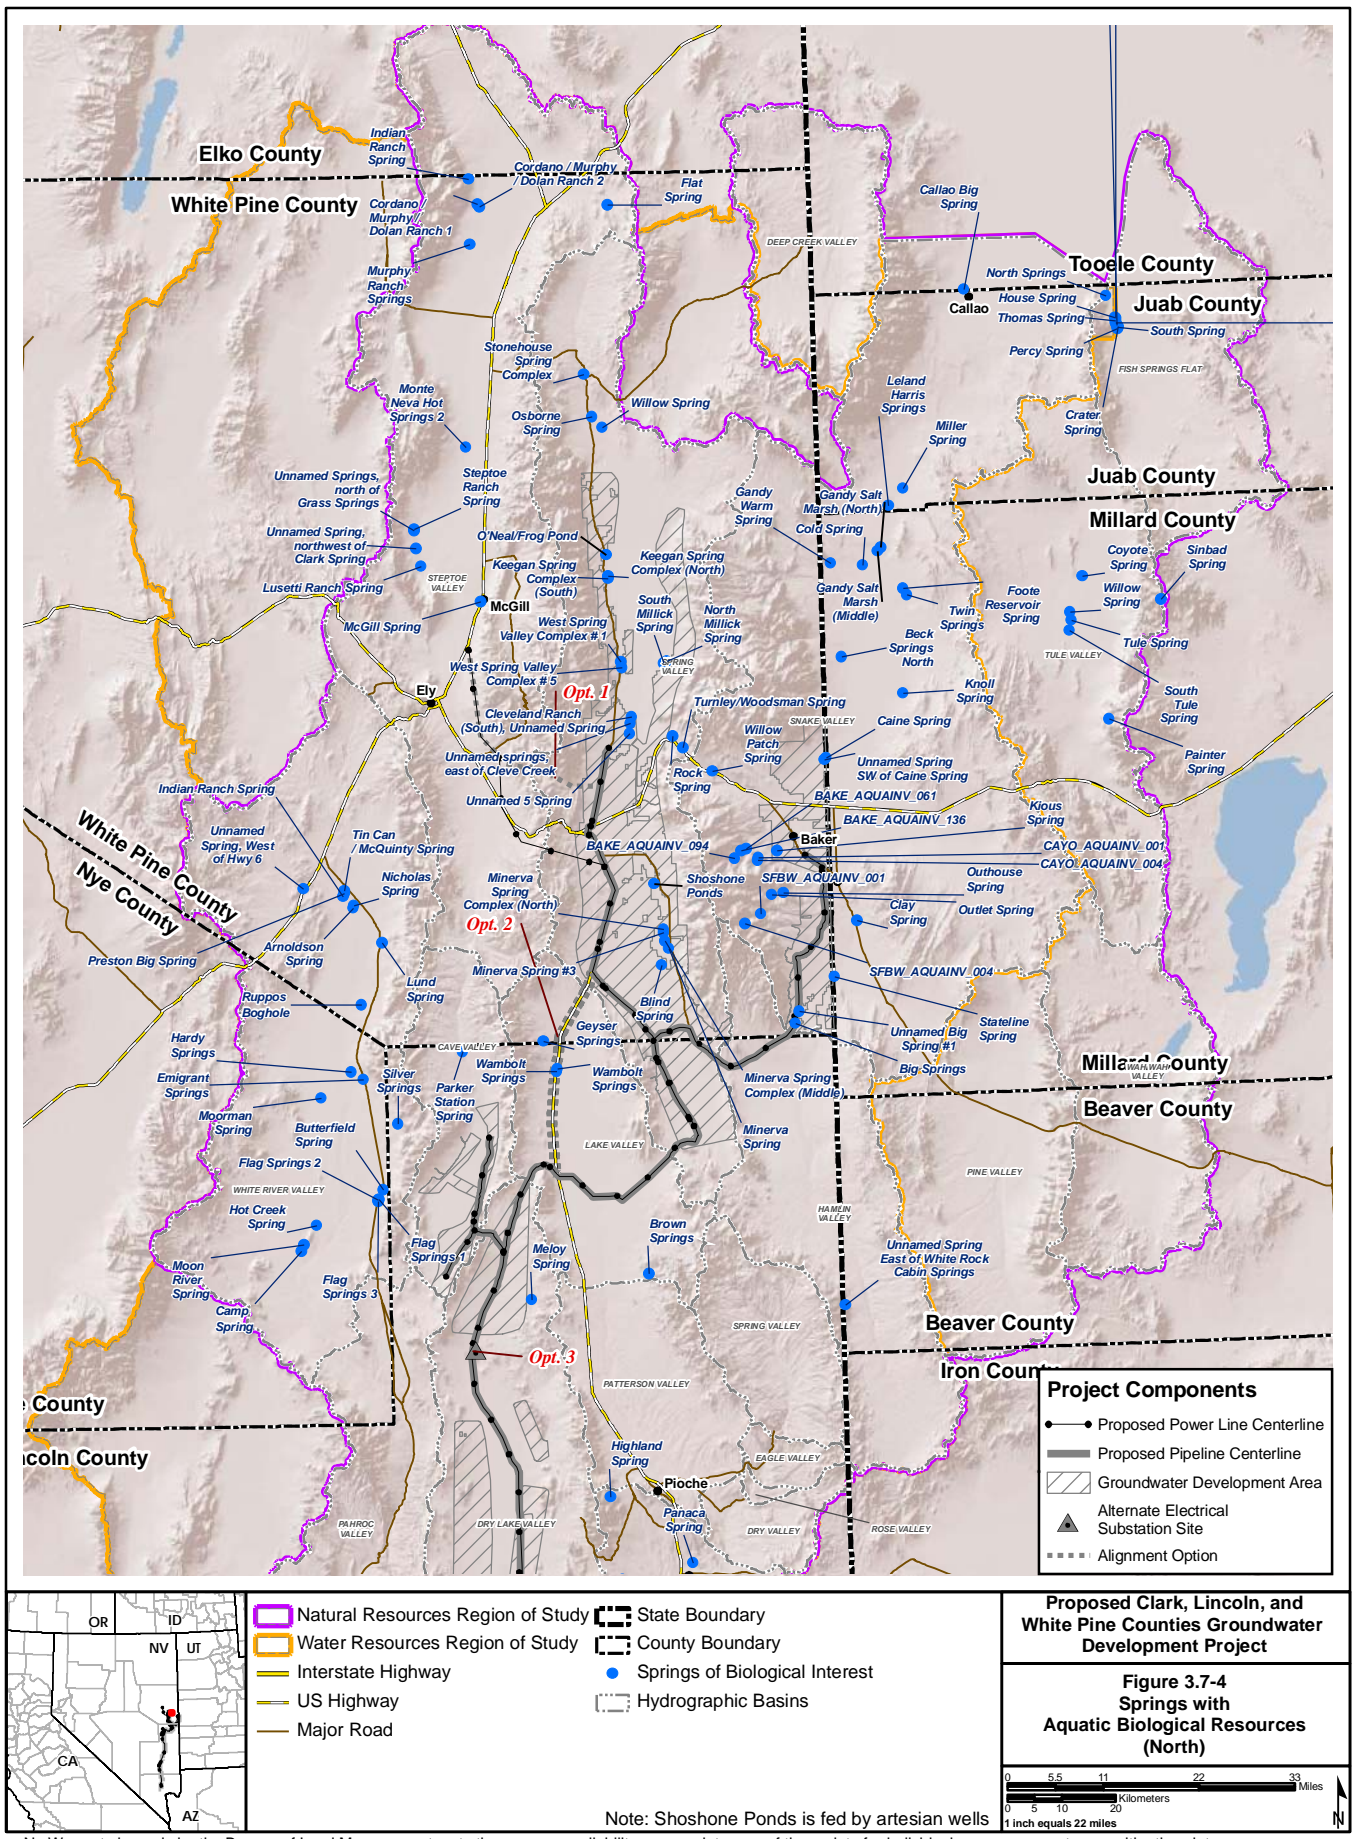 Elko County
White Pine County
Indian
Ranch
Spring
Cordano / Murphy
/ Dolan Ranch 2
Cordano
Murphy /
Dolan Ranch 1
Flat
Spring
Murphy
Ranch
Springs
DEEP CREEK VALLEY
Callao Big
Spring
Callao
Tooele County
Juab County
North Springs
House Spring
Thomas Spring
South Spring
Percy Spring
FISH SPRINGS FLAT
Crater
Spring
Stonehouse
Spring
Complex
Monte
Neva Hot
Springs 2
Osborne
Spring
Willow Spring
Leland
Harris
Springs
Miller
Spring
Unnamed Springs,
north of
Grass Springs
Steptoe
Ranch
Spring
Gandy
Warm
Spring
Gandy Salt
Marsh (North)
Cold Spring
Juab County
Millard County
Unnamed Spring,
northwest of
Clark Spring
O'Neal/Frog Pond
Keegan Spring
Complex
(South)
Keegan Spring
Complex (North)
Coyote
Spring
Sinbad
Spring
Lusetti Ranch Spring
STEPTOE
VALLEY
McGill
McGill Spring
South
Millick
Spring
North
Millick
Spring
Gandy Salt
Marsh
(Middle)
Twin
Springs
Foote
Reservoir
Spring
Willow
Spring
Tule Spring
West Spring
Valley Complex # 1
Beck
Springs
North
TULE VALLEY
West Spring Valley
Complex # 5
SPRING
VALLEY
Ely
Opt. 1
Knoll
Spring
South
Tule
Spring
Turnley/Woodsman Spring
Cleveland Ranch
(South), Unnamed Spring
SNAKE VALLEY
Caine Spring
Willow
Patch
Spring
Painter
Spring
Unnamed springs,
east of Cleve Creek
Rock
Spring
Unnamed Spring
SW of Caine Spring
Indian Ranch Spring
Unnamed 5 Spring
BAKE_AQUAINV_061
Kious
Spring
BAKE_AQUAINV_136
White Pine County
Nye County
Unnamed
Spring, West
of Hwy 6
Tin Can
/ McQuinty Spring
BAKE_AQUAINV_094
Baker
CAYO_AQUAINV_001
CAYO_AQUAINV_004
Nicholas
Spring
Minerva
Spring
Complex (North)
Shoshone
Ponds
SFBW_AQUAINV_001
Outhouse
Spring
Outlet Spring
Clay
Spring
Opt. 2
Preston Big Spring
Arnoldson
Spring
Minerva Spring #3
SFBW_AQUAINV_004
Lund
Spring
Ruppos
Boghole
Blind
Spring
Stateline
Spring
Geyser
Springs
Unnamed Big
Spring #1
Hardy
Springs
CAVE VALLEY
Big Springs
Millard County
WAH WAH
VALLEY
Beaver County
Emigrant
Springs
Silver
Springs
Wambolt
Springs
Wambolt
Springs
Parker
Station
Spring
Minerva Spring
Complex (Middle)
Moorman
Spring
Butterfield
Spring
Minerva
Spring
LAKE VALLEY
Flag Springs 2
WHITE RIVER VALLEY
PINE VALLEY
Hot Creek
Spring
HAMLIN
VALLEY
Brown
Springs
Flag
Springs 1
Meloy
Spring
Unnamed Spring
East of White Rock
Cabin Springs
Moon
River
Spring
Flag
Springs 3
Camp
Spring
SPRING VALLEY
Beaver County
Iron County
Opt. 3
PATTERSON VALLEY
e County
ncoln County
Highland
Spring
EAGLE VALLEY
Pioche
Panaca
Spring
PAHROC
VALLEY
DRY LAKE VALLEY
DRY VALLEY
ROSE VALLEY
Project Components
Proposed Power Line Centerline
Proposed Pipeline Centerline
Groundwater Development Area
Alternate Electrical
Substation Site
Alignment Option
OR
ID
NV
UT
CA
AZ
Natural Resources Region of Study
Water Resources Region of Study
Interstate Highway
US Highway
Major Road
State Boundary
County Boundary
Springs of Biological Interest
Hydrographic Basins
Note: Shoshone Ponds is fed by artesian wells
Proposed Clark, Lincoln, and
White Pine Counties Groundwater
Development Project
Figure 3.7-4
Springs with
Aquatic Biological Resources
(North)
0 5.5 11 22 33
Miles
Kilometers
0 5 10 20
1 inch equals 22 miles
N